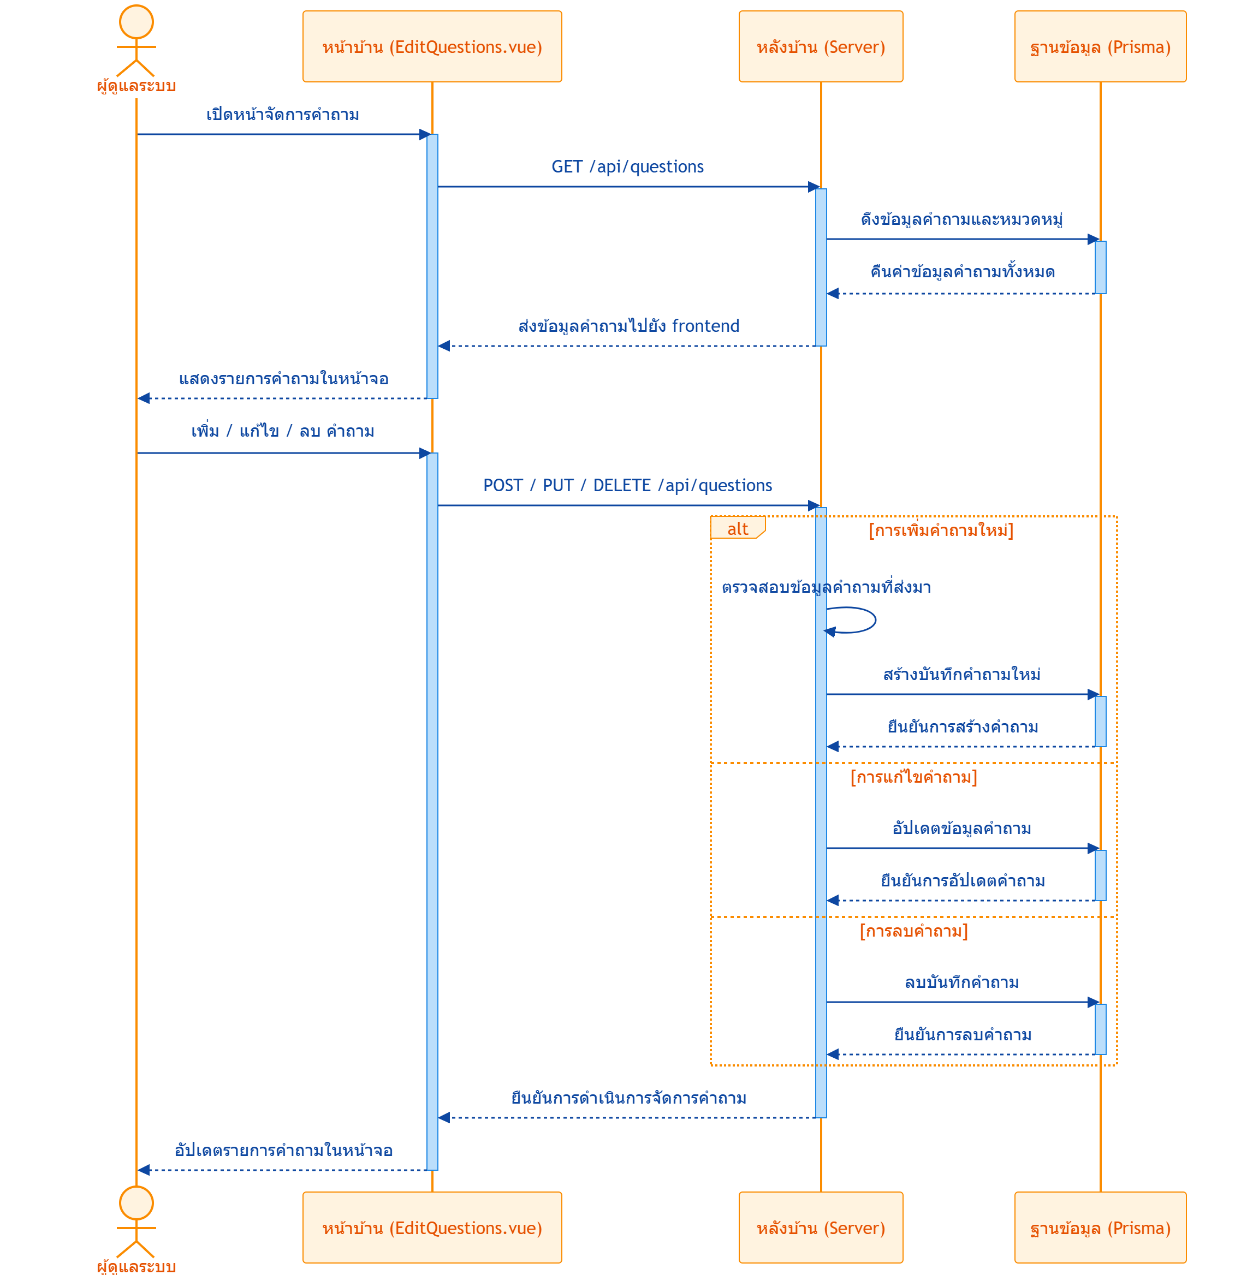 ผู้ดูแลระบบ
หน้าบ้าน (EditQuestions.vue)
หลังบ้าน (Server)
ฐานข้อมูล (Prisma)
เปิดหน้าจัดการคำถาม
GET /api/questions
ดึงข้อมูลคำถามและหมวดหมู่
คืนค่าข้อมูลคำถามทั้งหมด
ส่งข้อมูลคำถามไปยัง frontend
แสดงรายการคำถามในหน้าจอ
เพิ่ม / แก้ไข / ลบ คำถาม
POST / PUT / DELETE /api/questions
alt
[การเพิ่มคำถามใหม่]
ตรวจสอบข้อมูลคำถามที่ส่งมา
สร้างบันทึกคำถามใหม่
ยืนยันการสร้างคำถาม
[การแก้ไขคำถาม]
อัปเดตข้อมูลคำถาม
ยืนยันการอัปเดตคำถาม
[การลบคำถาม]
ลบบันทึกคำถาม
ยืนยันการลบคำถาม
ยืนยันการดำเนินการจัดการคำถาม
อัปเดตรายการคำถามในหน้าจอ
ผู้ดูแลระบบ
หน้าบ้าน (EditQuestions.vue)
หลังบ้าน (Server)
ฐานข้อมูล (Prisma)